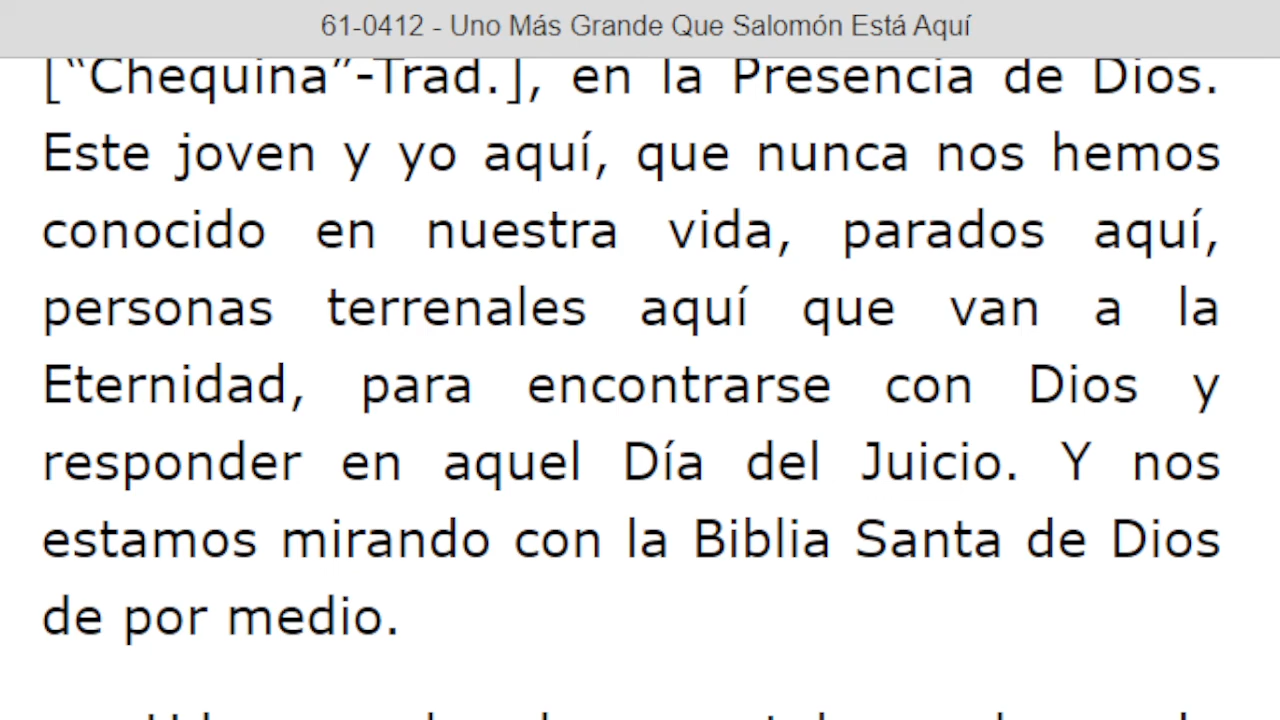 61-0412 - Uno Más Grande Que Salomón Está Aquí
[“Chequina”-Trad.], en la Presencia de Dios.
Este joven y yo aquí, que nunca nos hemos
conocido en nuestra vida, parados aquí,
personas terrenales aquí que van a la
Eternidad, para encontrarse con Dios y
responder en aquel Día del Juicio. Y nos
estamos mirando con la Biblia Santa de Dios
de por medio.